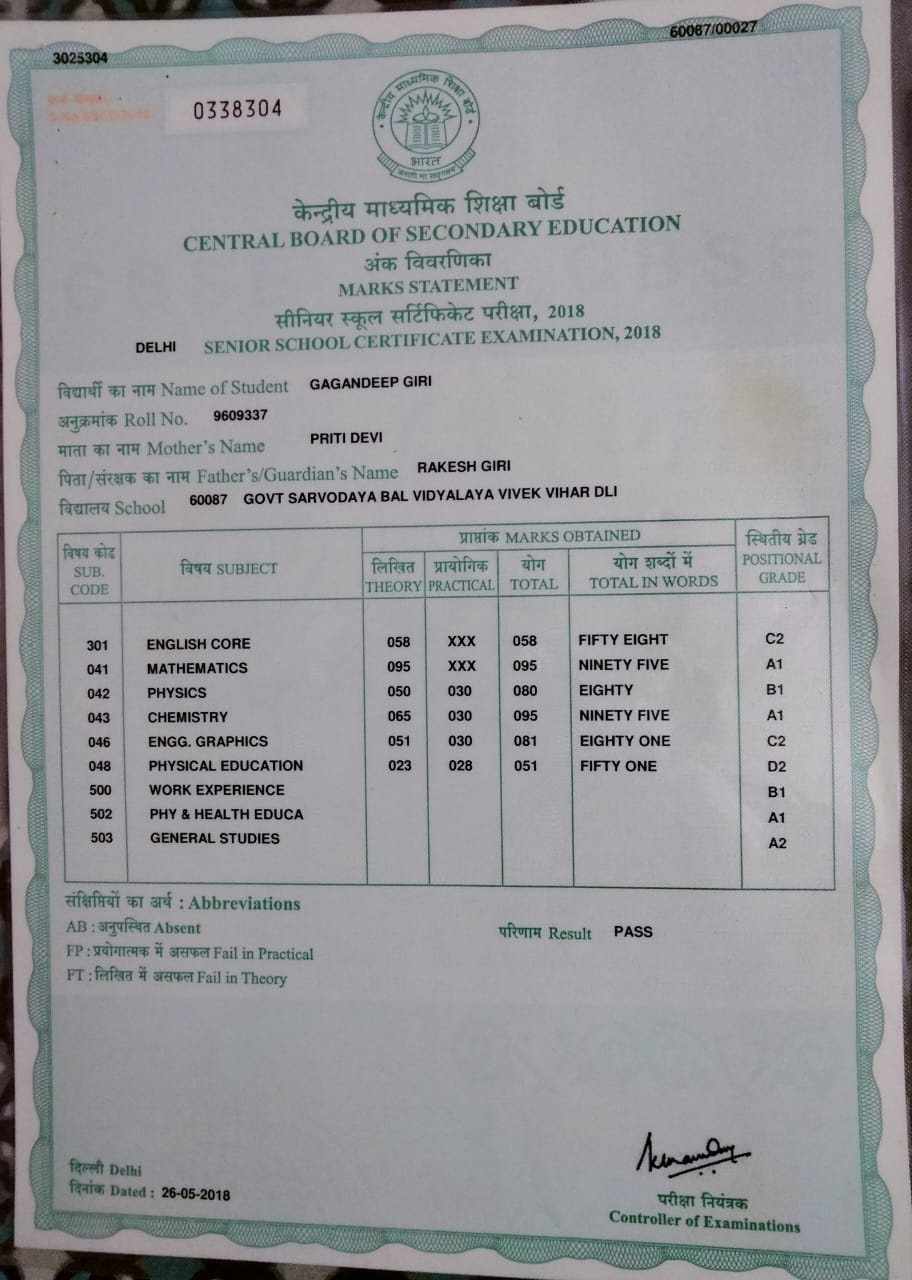 3025304
60087/00027
0338304
केन्द्रीय माध्यमिक शिक्षा बोर्ड
भारत
केन्द्रीय माध्यमिक शिक्षा बोर्ड
CENTRAL BOARD OF SECONDARY EDUCATION
अंक विवरणिका
MARKS STATEMENT
सीनियर स्कूल सर्टिफिकेट परीक्षा, 2018
DELHI SENIOR SCHOOL CERTIFICATE EXAMINATION, 2018
विद्यार्थी का नाम Name of Student GAGANDEEP GIRI
अनुक्रमांक Roll No. 9609337
माता का नाम Mother's Name PRITI DEVI
पिता/संरक्षक का नाम Father's/Guardian's Name RAKESH GIRI
विद्यालय School 60087 GOVT SARVODAYA BAL VIDYALAYA VIVEK VIHAR DLI
विषय कोड SUB. CODE
विषय SUBJECT
प्राप्तांक MARKS OBTAINED
लिखित THEORY
प्रायोगिक PRACTICAL
योग TOTAL
योग शब्दों में TOTAL IN WORDS
स्थितीय ग्रेड POSITIONAL GRADE
301 ENGLISH CORE 058 XXX 058 FIFTY EIGHT C2
041 MATHEMATICS 095 XXX 095 NINETY FIVE A1
042 PHYSICS 050 030 080 EIGHTY B1
043 CHEMISTRY 065 030 095 NINETY FIVE A1
046 ENGG. GRAPHICS 051 030 081 EIGHTY ONE C2
048 PHYSICAL EDUCATION 023 028 051 FIFTY ONE D2
500 WORK EXPERIENCE B1
502 PHY & HEALTH EDUCA A1
503 GENERAL STUDIES A2
संक्षिप्तियों का अर्थ : Abbreviations
AB : अनुपस्थित Absent
परिणाम Result PASS
FP : प्रयोगात्मक में असफल Fail in Practical
FT : लिखित में असफल Fail in Theory
दिल्ली Delhi
दिनांक Dated : 26-05-2018
परीक्षा नियंत्रक
Controller of Examinations